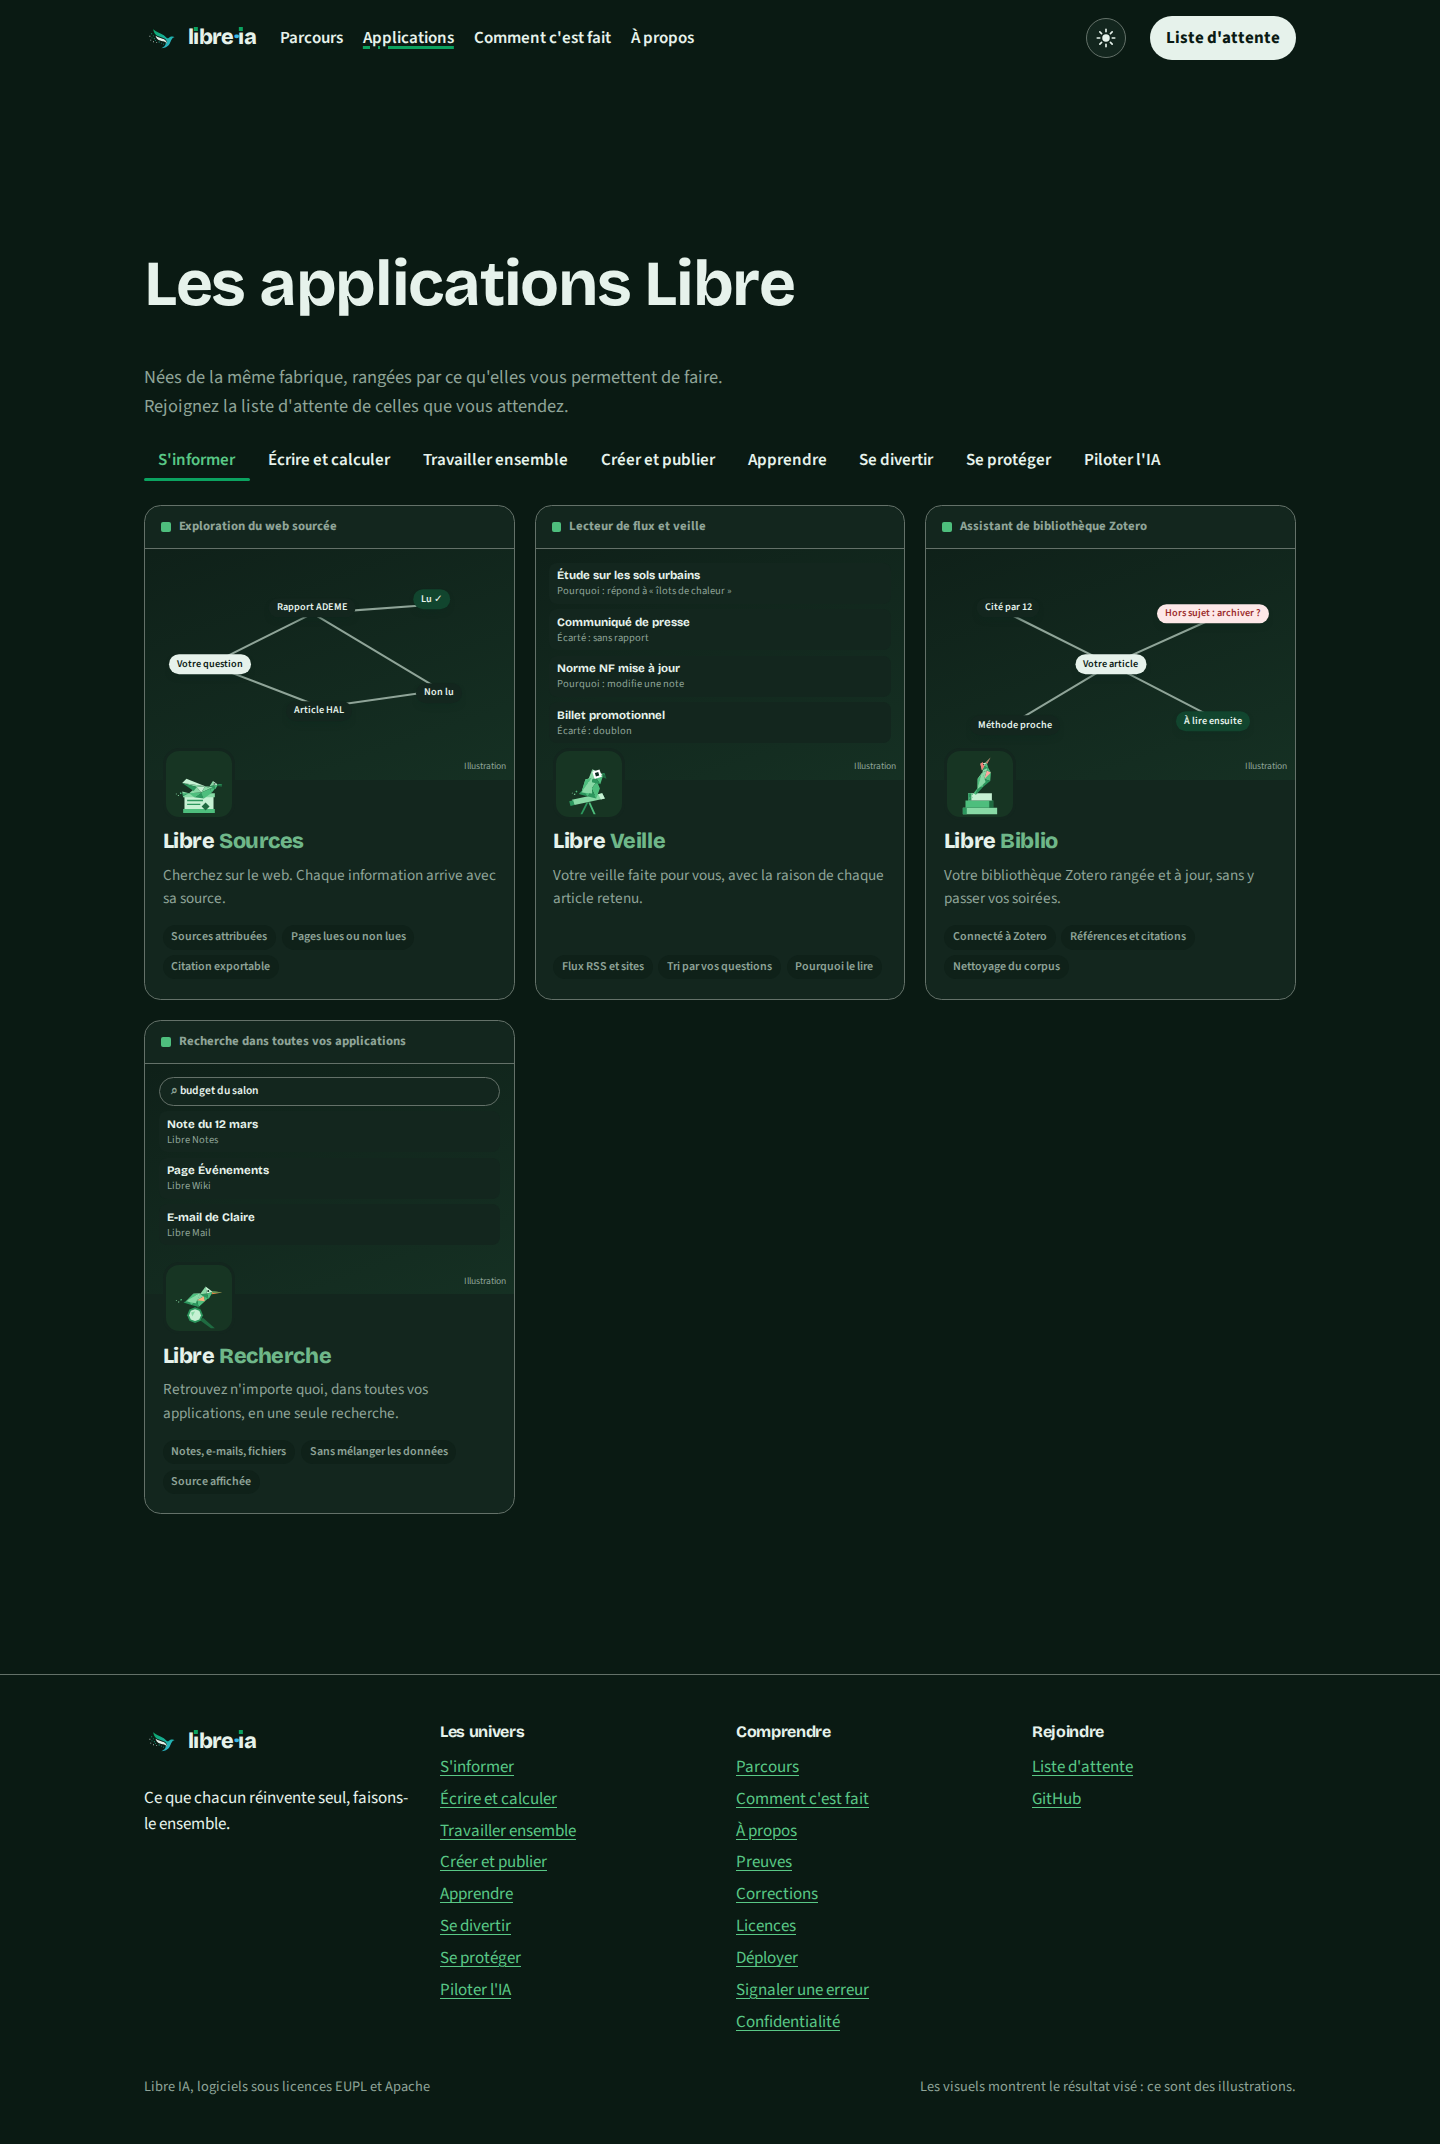 libre·ia
Parcours
Applications
Comment c'est fait
À propos
Liste d'attente
Les applications Libre
Nées de la même fabrique, rangées par ce qu'elles vous permettent de faire.
Rejoignez la liste d'attente de celles que vous attendez.
S'informer
Écrire et calculer
Travailler ensemble
Créer et publier
Apprendre
Se divertir
Se protéger
Piloter l'IA
Exploration du web sourcée
Rapport ADEME
Lu ✓
Votre question
Non lu
Article HAL
Illustration
Libre Sources
Cherchez sur le web. Chaque information arrive avec
sa source.
Sources attribuées
Pages lues ou non lues
Citation exportable
Lecteur de flux et veille
Étude sur les sols urbains
Pourquoi : répond à « îlots de chaleur »
Communiqué de presse
Écarté : sans rapport
Norme NF mise à jour
Pourquoi : modifie une note
Billet promotionnel
Écarté : doublon
Illustration
Libre Veille
Votre veille faite pour vous, avec la raison de chaque
article retenu.
Flux RSS et sites
Tri par vos questions
Pourquoi le lire
Assistant de bibliothèque Zotero
Cité par 12
Hors sujet : archiver ?
Votre article
Méthode proche
À lire ensuite
Illustration
Libre Biblio
Votre bibliothèque Zotero rangée et à jour, sans y
passer vos soirées.
Connecté à Zotero
Références et citations
Nettoyage du corpus
Recherche dans toutes vos applications
⌕ budget du salon
Note du 12 mars
Libre Notes
Page Événements
Libre Wiki
E-mail de Claire
Libre Mail
Illustration
Libre Recherche
Retrouvez n'importe quoi, dans toutes vos
applications, en une seule recherche.
Notes, e-mails, fichiers
Sans mélanger les données
Source affichée
libre·ia
Ce que chacun réinvente seul, faisons-
le ensemble.
Les univers
S'informer
Écrire et calculer
Travailler ensemble
Créer et publier
Apprendre
Se divertir
Se protéger
Piloter l'IA
Comprendre
Parcours
Comment c'est fait
À propos
Preuves
Corrections
Licences
Déployer
Signaler une erreur
Confidentialité
Rejoindre
Liste d'attente
GitHub
Libre IA, logiciels sous licences EUPL et Apache
Les visuels montrent le résultat visé : ce sont des illustrations.